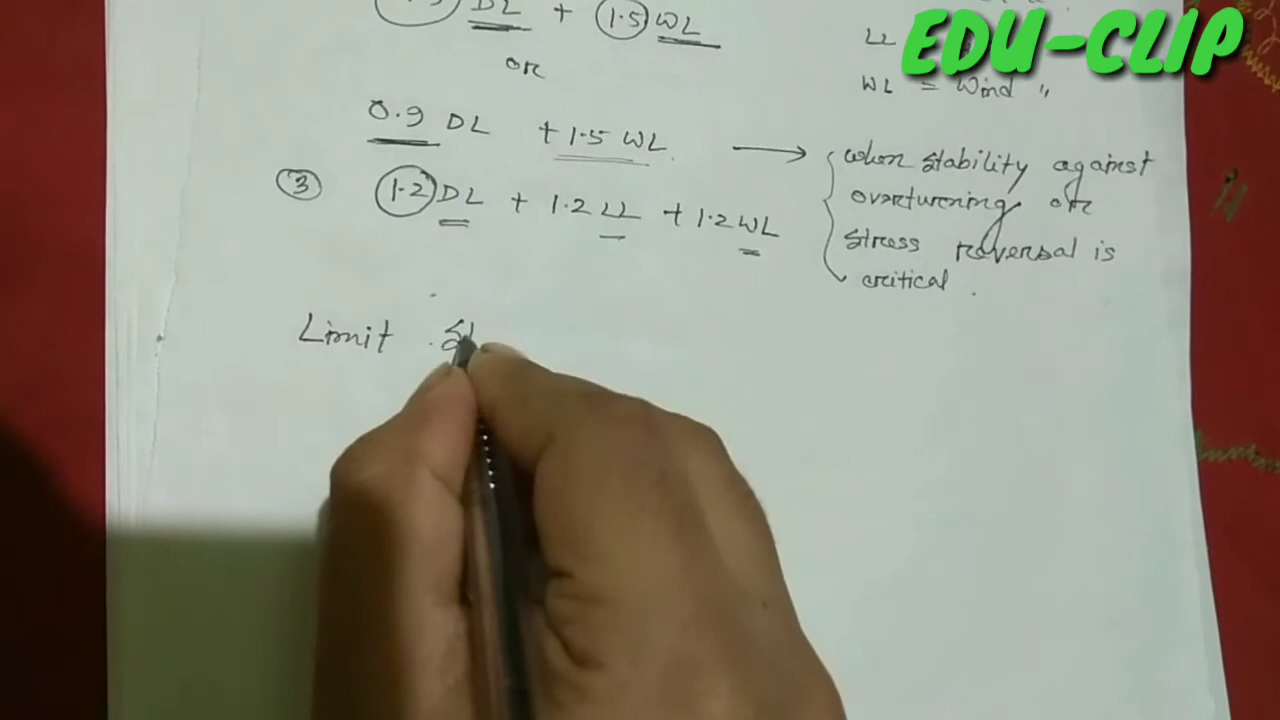 DL + 1.5 WL
or
LL
EDU-CLIP
WL = Wind "
0.9 DL + 1.5 WL → when stability against
overturning or
stress reversal is
critical.
3 1.2 DL + 1.2 LL + 1.2 WL
Limit St